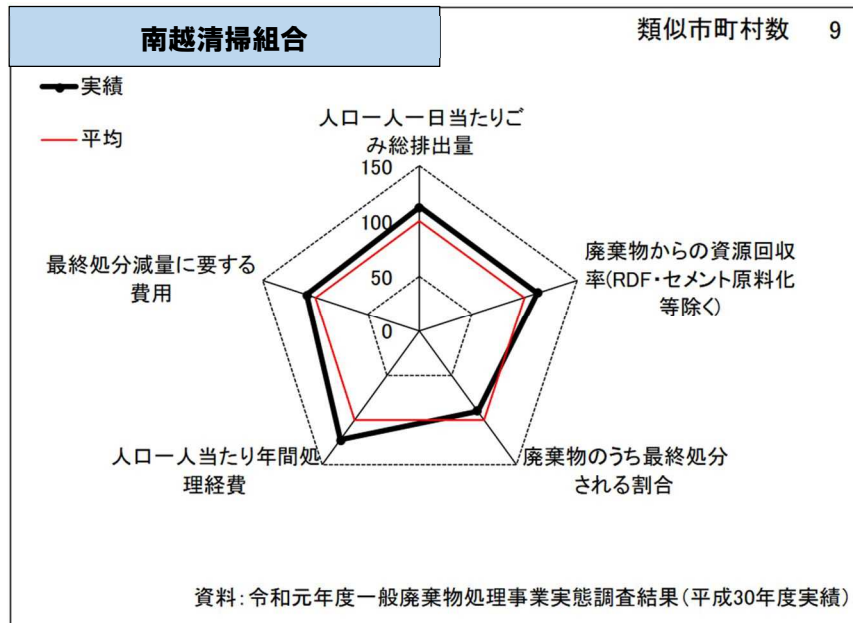 南越清掃組合
類似市町村数 9
実績
平均
人口一人一日当たりご
み総排出量
150
100
50
0
廃棄物からの資源回収
率(RDF・セメント原料化
等除く)
最終処分減量に要する
費用
人口一人当たり年間処
理経費
廃棄物のうち最終処分
される割合
資料:令和元年度一般廃棄物処理事業実態調査結果(平成30年度実績)